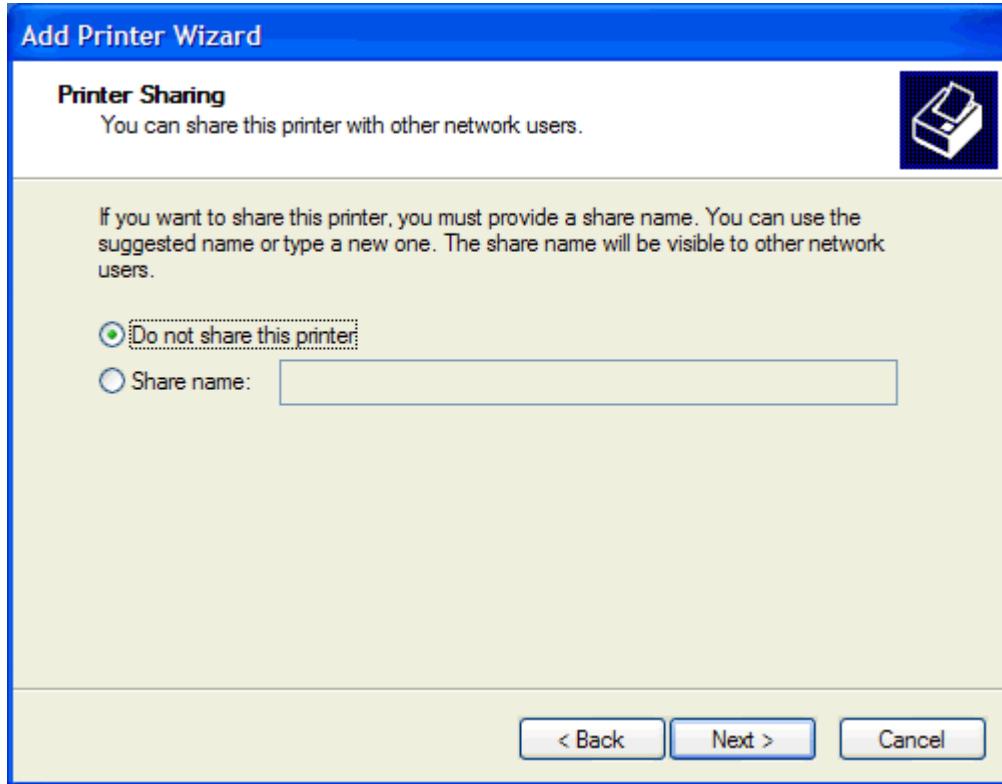 Add Printer Wizard
Printer Sharing
You can share this printer with other network users.
If you want to share this printer, you must provide a share name. You can use the
suggested name or type a new one. The share name will be visible to other network
users.
Do not share this printer
Share name:
< Back Next > Cancel